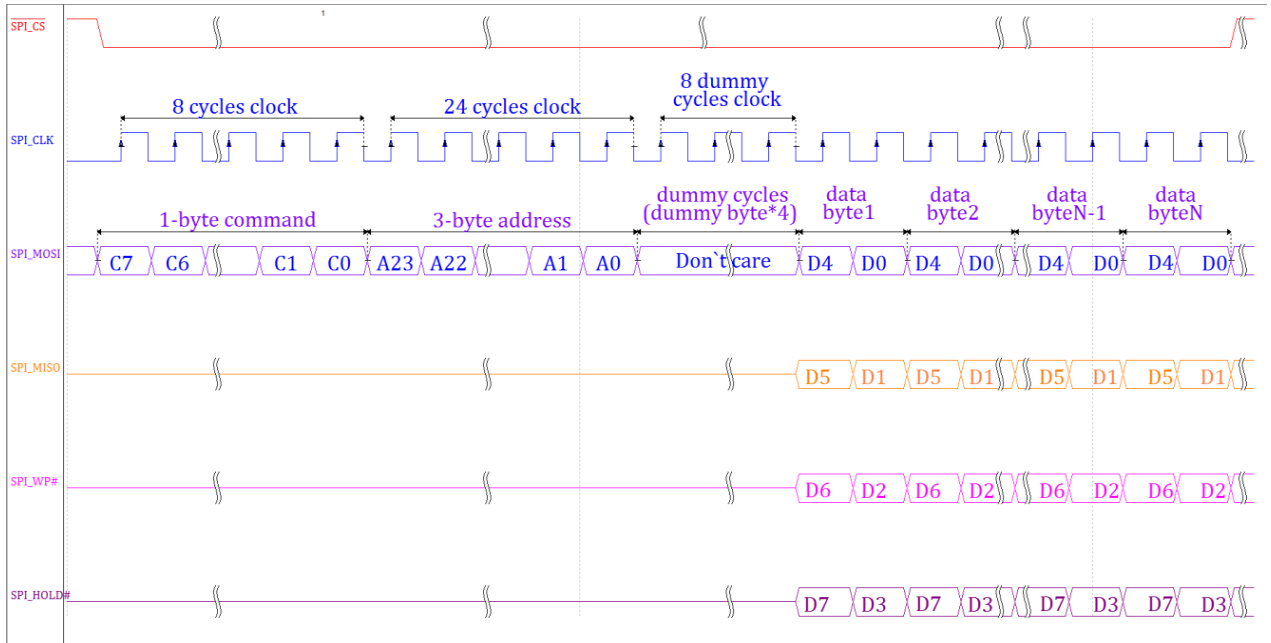 1
SPI_CS
8 cycles clock
24 cycles clock
8 dummy
cycles clock
SPI_CLK
1-byte command
3-byte address
dummy cycles
(dummy byte*4)
data
byte1
data
byte2
data
byteN-1
data
byteN
SPI_MOSI
C7 C6 C1 C0 A23 A22 A1 A0 Don`t care D4 D0 D4 D0 D4 D0 D4 D0
SPI_MISO
D5 D1 D5 D1 D5 D1 D5 D1
SPI_WP#
D6 D2 D6 D2 D6 D2 D6 D2
SPI_HOLD#
D7 D3 D7 D3 D7 D3 D7 D3